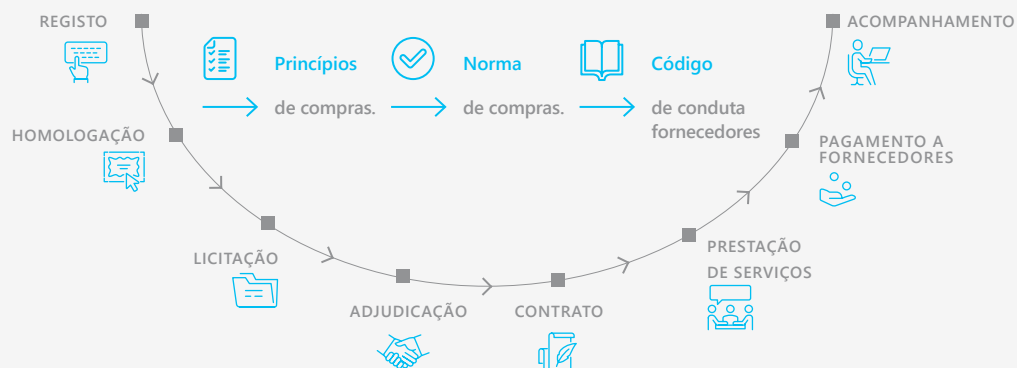 REGISTO
ACOMPANHAMENTO
Princípios
de compras.
Norma
de compras.
Código
de conduta
fornecedores
HOMOLOGAÇÃO
PAGAMENTO A
FORNECEDORES
LICITAÇÃO
PRESTAÇÃO
DE SERVIÇOS
ADJUDICAÇÃO
CONTRATO